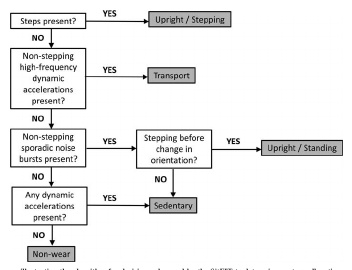 Steps present?
YES
Upright / Stepping
NO
Non-stepping
high-frequency
dynamic
accelerations
present?
YES
Transport
NO
Non-stepping
sporadic noise
bursts present?
YES
Stepping before
change in
orientation?
YES
Upright / Standing
NO
NO
Any dynamic
accelerations
present?
YES
Sedentary
NO
Non-wear